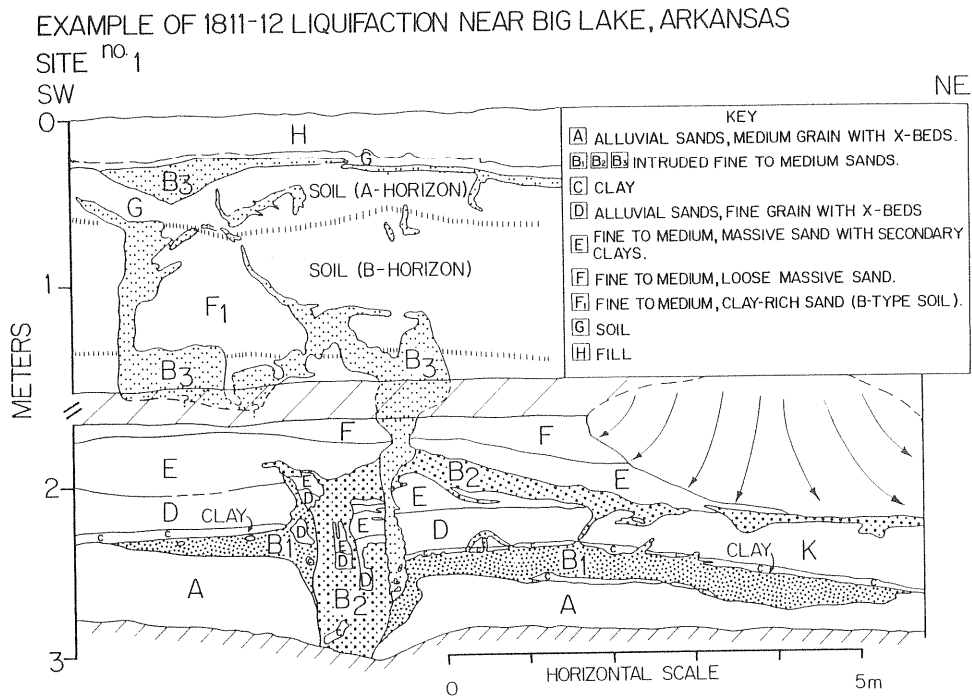 EXAMPLE OF 1811-12 LIQUIFACTION NEAR BIG LAKE, ARKANSAS
SITE no. 1
SW
NE
KEY
A ALLUVIAL SANDS, MEDIUM GRAIN WITH X-BEDS.
B1 B2 B3 INTRUDED FINE TO MEDIUM SANDS.
C CLAY
D ALLUVIAL SANDS, FINE GRAIN WITH X-BEDS
E FINE TO MEDIUM, MASSIVE SAND WITH SECONDARY
CLAYS.
F FINE TO MEDIUM, LOOSE MASSIVE SAND.
F1 FINE TO MEDIUM, CLAY-RICH SAND (B-TYPE SOIL).
G SOIL
H FILL
METERS
0
1
2
3
H
G
B3
SOIL (A-HORIZON)
G
SOIL (B-HORIZON)
F1
B3
B3
F
F
E
B2
E
E
D
E
D
E
D
CLAY
D
C
C
B1
D
E
D
D
B1
C
CLAY
K
C
C
C
A
B2
A
C
HORIZONTAL SCALE
0
5m